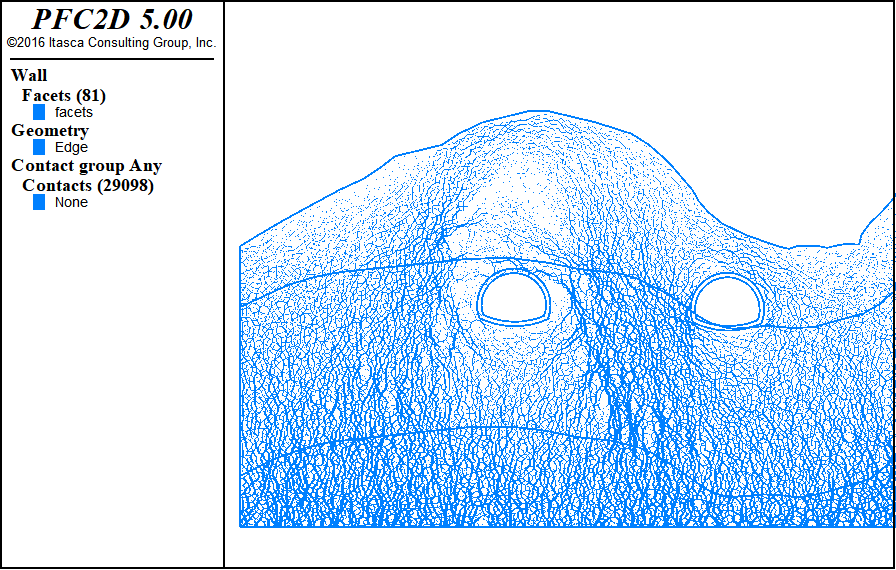 PFC2D 5.00
©2016 Itasca Consulting Group, Inc.
Wall
Facets (81)
facets
Geometry
Edge
Contact group Any
Contacts (29098)
None